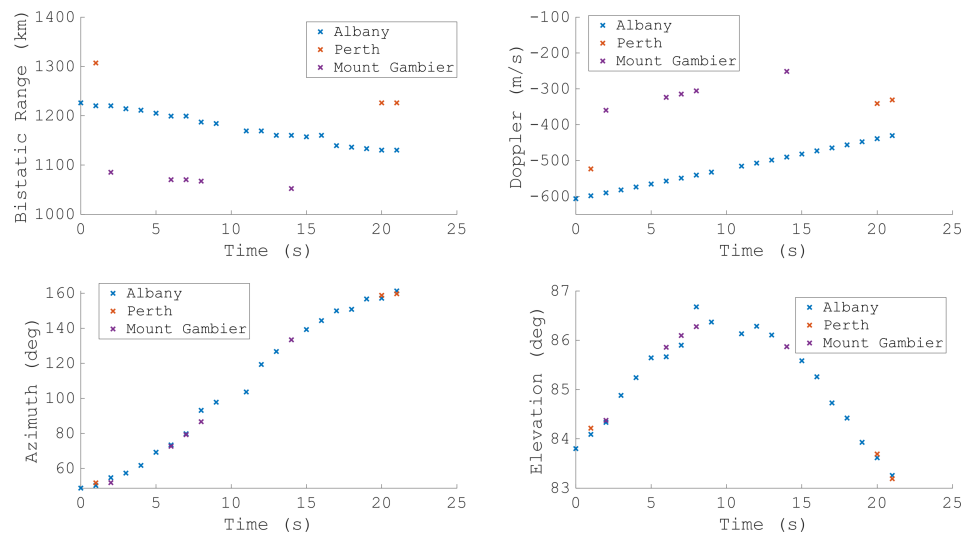 Bistatic Range (km)
1400
1300
1200
1100
1000
0
5
10
15
20
25
Time (s)
Albany
Perth
Mount Gambier
Doppler (m/s)
-100
-200
-300
-400
-500
-600
0
5
10
15
20
25
Time (s)
Albany
Perth
Mount Gambier
Azimuth (deg)
160
140
120
100
80
60
0
5
10
15
20
25
Time (s)
Albany
Perth
Mount Gambier
Elevation (deg)
87
86
85
84
83
0
5
10
15
20
25
Time (s)
Albany
Perth
Mount Gambier